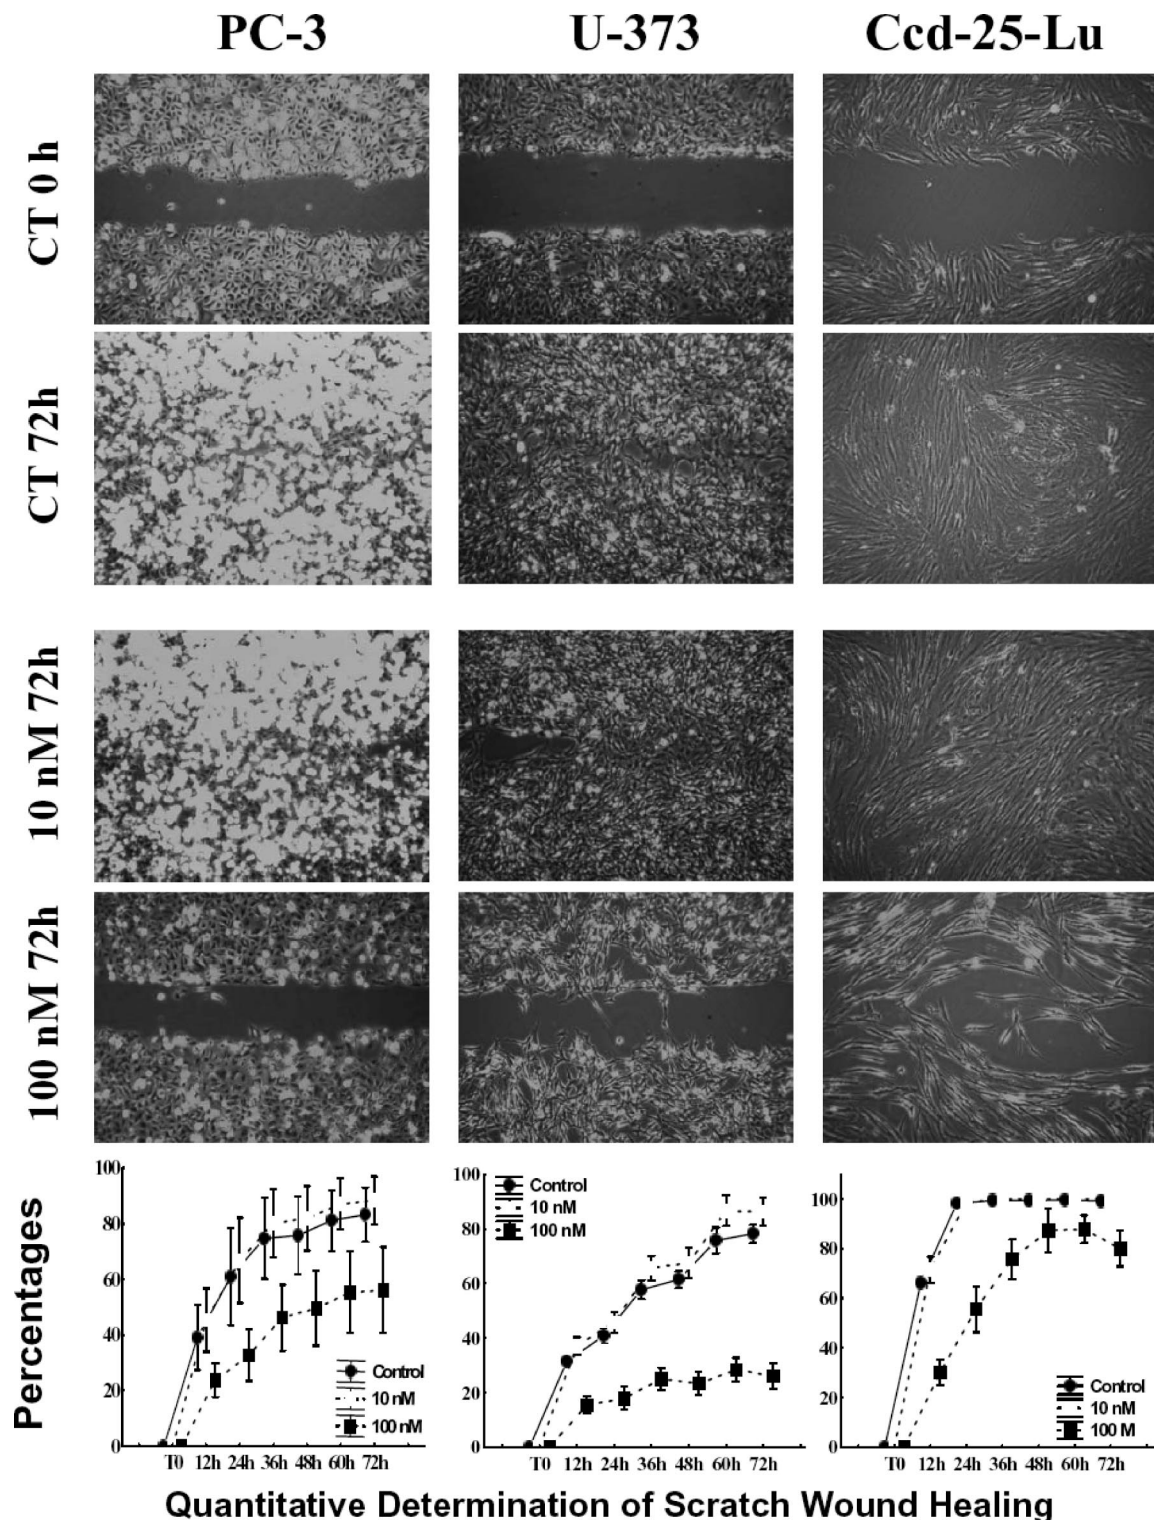 PC-3 U-373 Ccd-25-Lu
CT 0 h
CT 72h
10 nM 72h
100 nM 72h
Percentages
100
80
60
40
20
0
T0 12h 24h 36h 48h 60h 72h
Control
10 nM
100 nM
100
80
60
40
20
0
T0 12h 24h 36h 48h 60h 72h
Control
10 nM
100 nM
100
80
60
40
20
0
T0 12h 24h 36h 48h 60h 72h
Control
10 nM
100 M
Quantitative Determination of Scratch Wound Healing